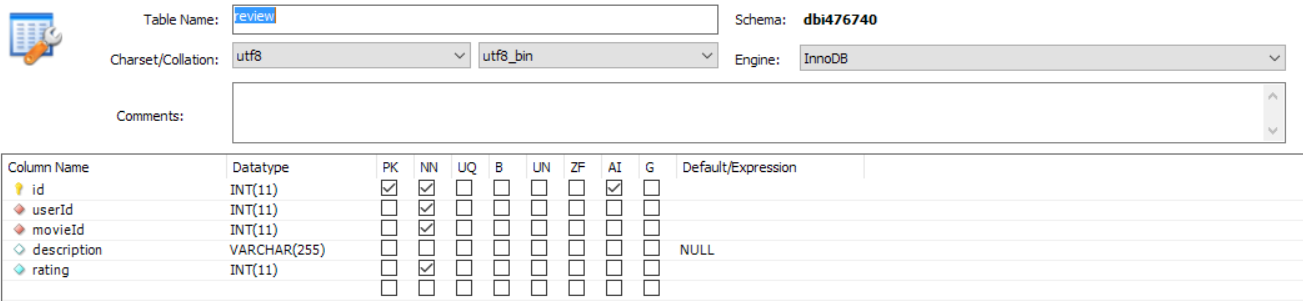 Table Name: review Schema: dbi476740
Charset/Collation: utf8 utf8_bin Engine: InnoDB
Comments:
Column Name Datatype PK NN UQ B UN ZF AI G Default/Expression
id INT(11)
userId INT(11)
movieId INT(11)
description VARCHAR(255) NULL
rating INT(11)